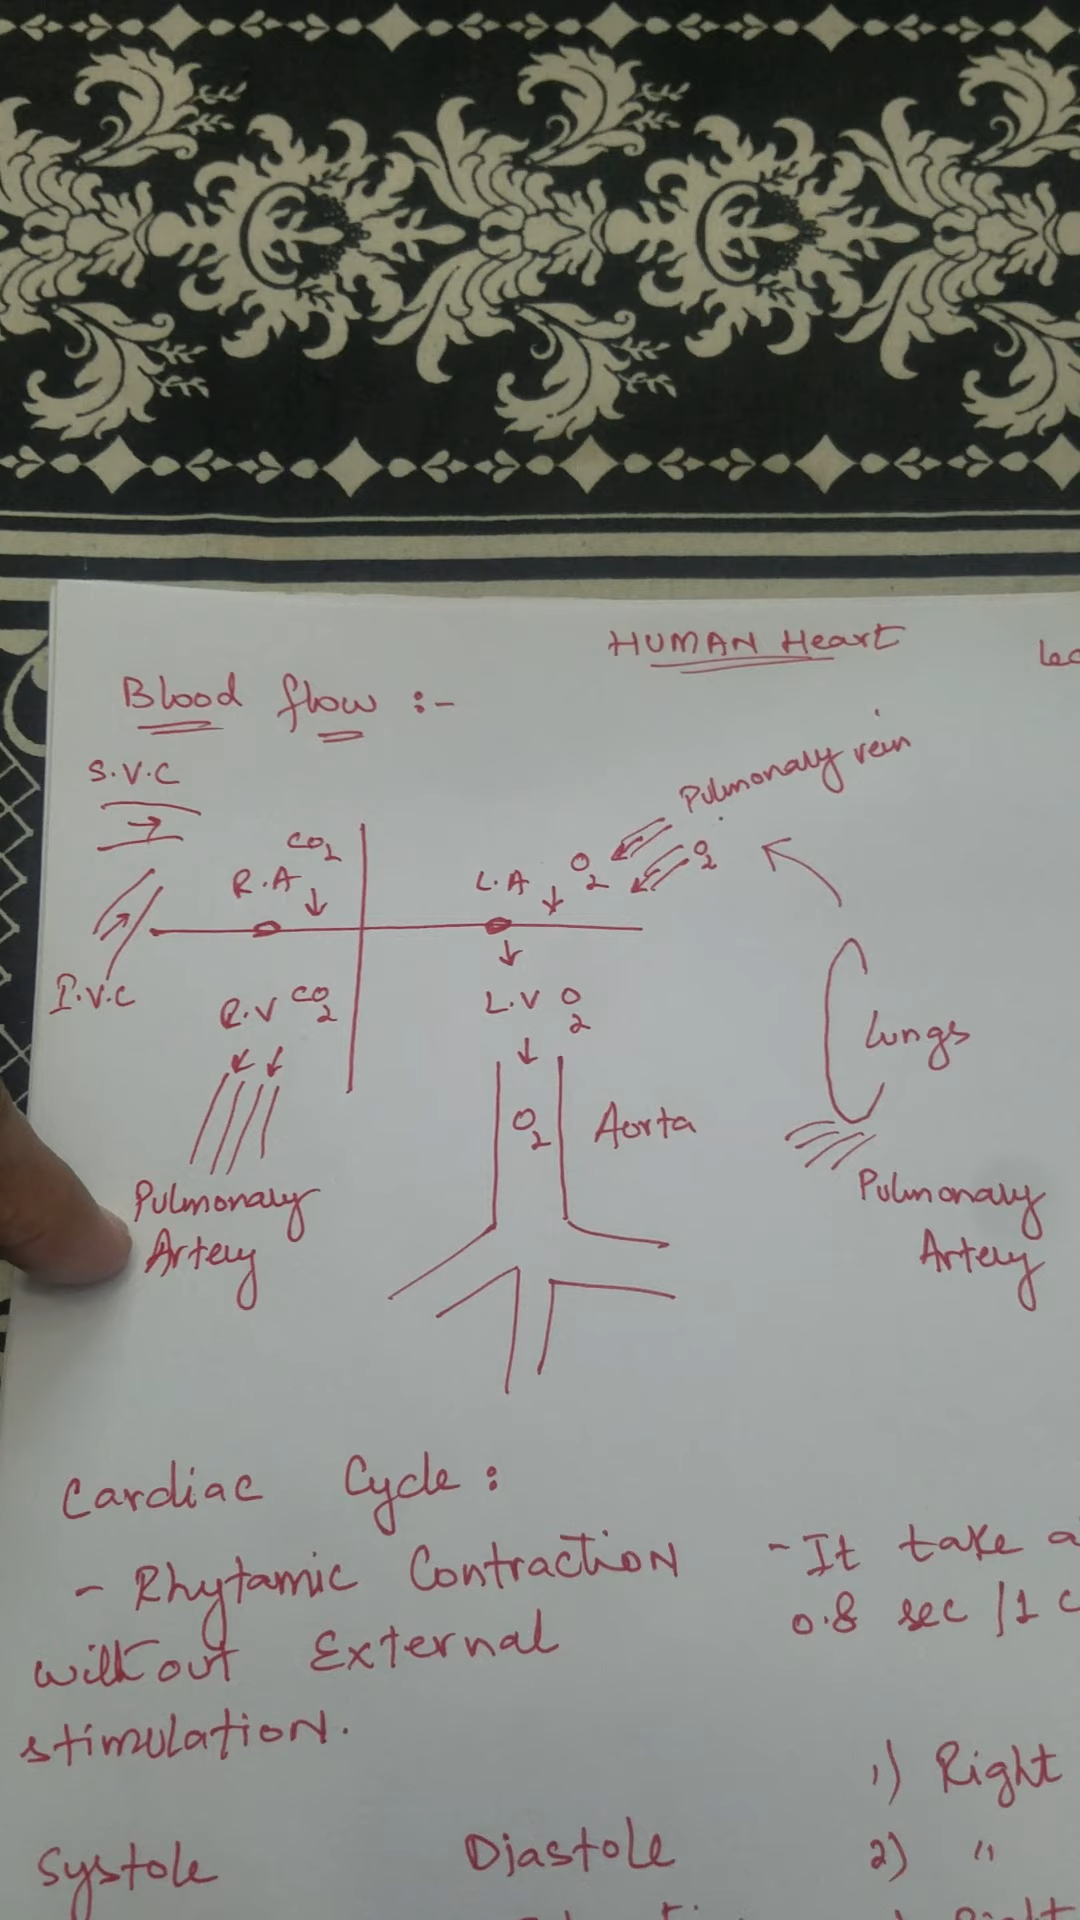 HUMAN Heart
Blood flow :-
S.V.C
Pulmonary vein
CO2
R.A
L.A O2
O2
I.V.C
R.V CO2
L.V O2
Lungs
O2
Aorta
Pulmonary
Artery
Pulmonary
Artery
Cardiac Cycle :
- Rhytamic Contraction
without External
stimulation.
- It take
0.8 sec / 1
1) Right
2) "
Systole
Diastole